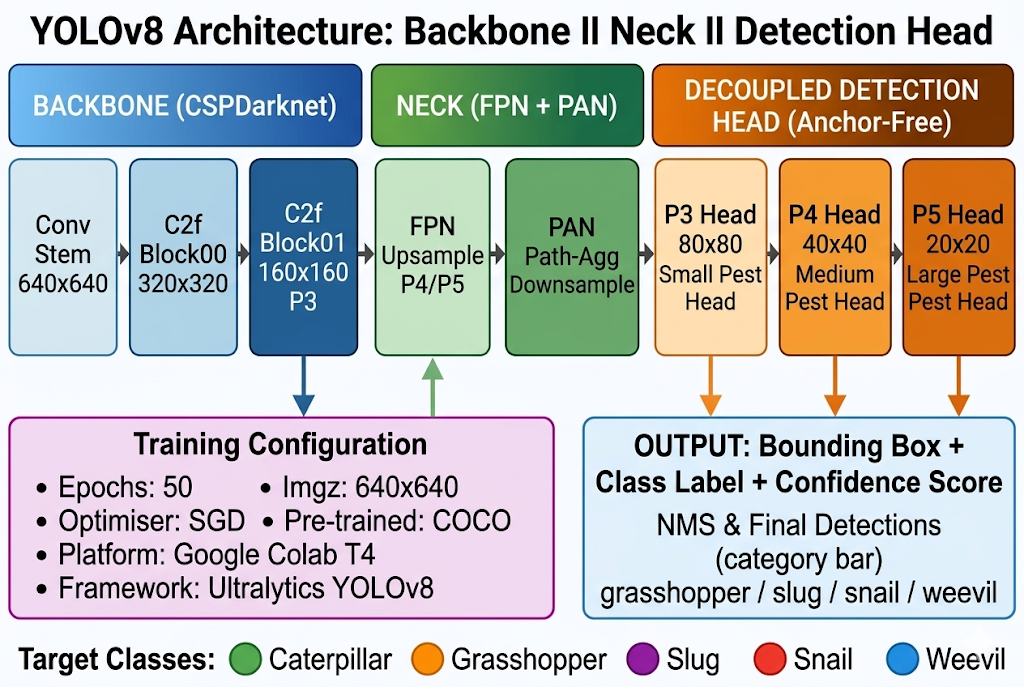 YOLOv8 Architecture: Backbone II Neck II Detection Head
BACKBONE (CSPDarknet)
NECK (FPN + PAN)
DECOUPLED DETECTION
HEAD (Anchor-Free)
Conv
Stem
640x640
C2f
Block00
320x320
C2f
Block01
160x160
P3
FPN
Upsample
P4/P5
PAN
Path-Agg
Downsample
P3 Head
80x80
Small Pest
Head
P4 Head
40x40
Medium
Pest Head
P5 Head
20x20
Large Pest
Pest Head
Training Configuration
• Epochs: 50 • Imgz: 640x640
• Optimiser: SGD • Pre-trained: COCO
• Platform: Google Colab T4
• Framework: Ultralytics YOLOv8
OUTPUT: Bounding Box +
Class Label + Confidence Score
NMS & Final Detections
(category bar)
grasshopper / slug / snail / weevil
Target Classes: Caterpillar Grasshopper Slug Snail Weevil